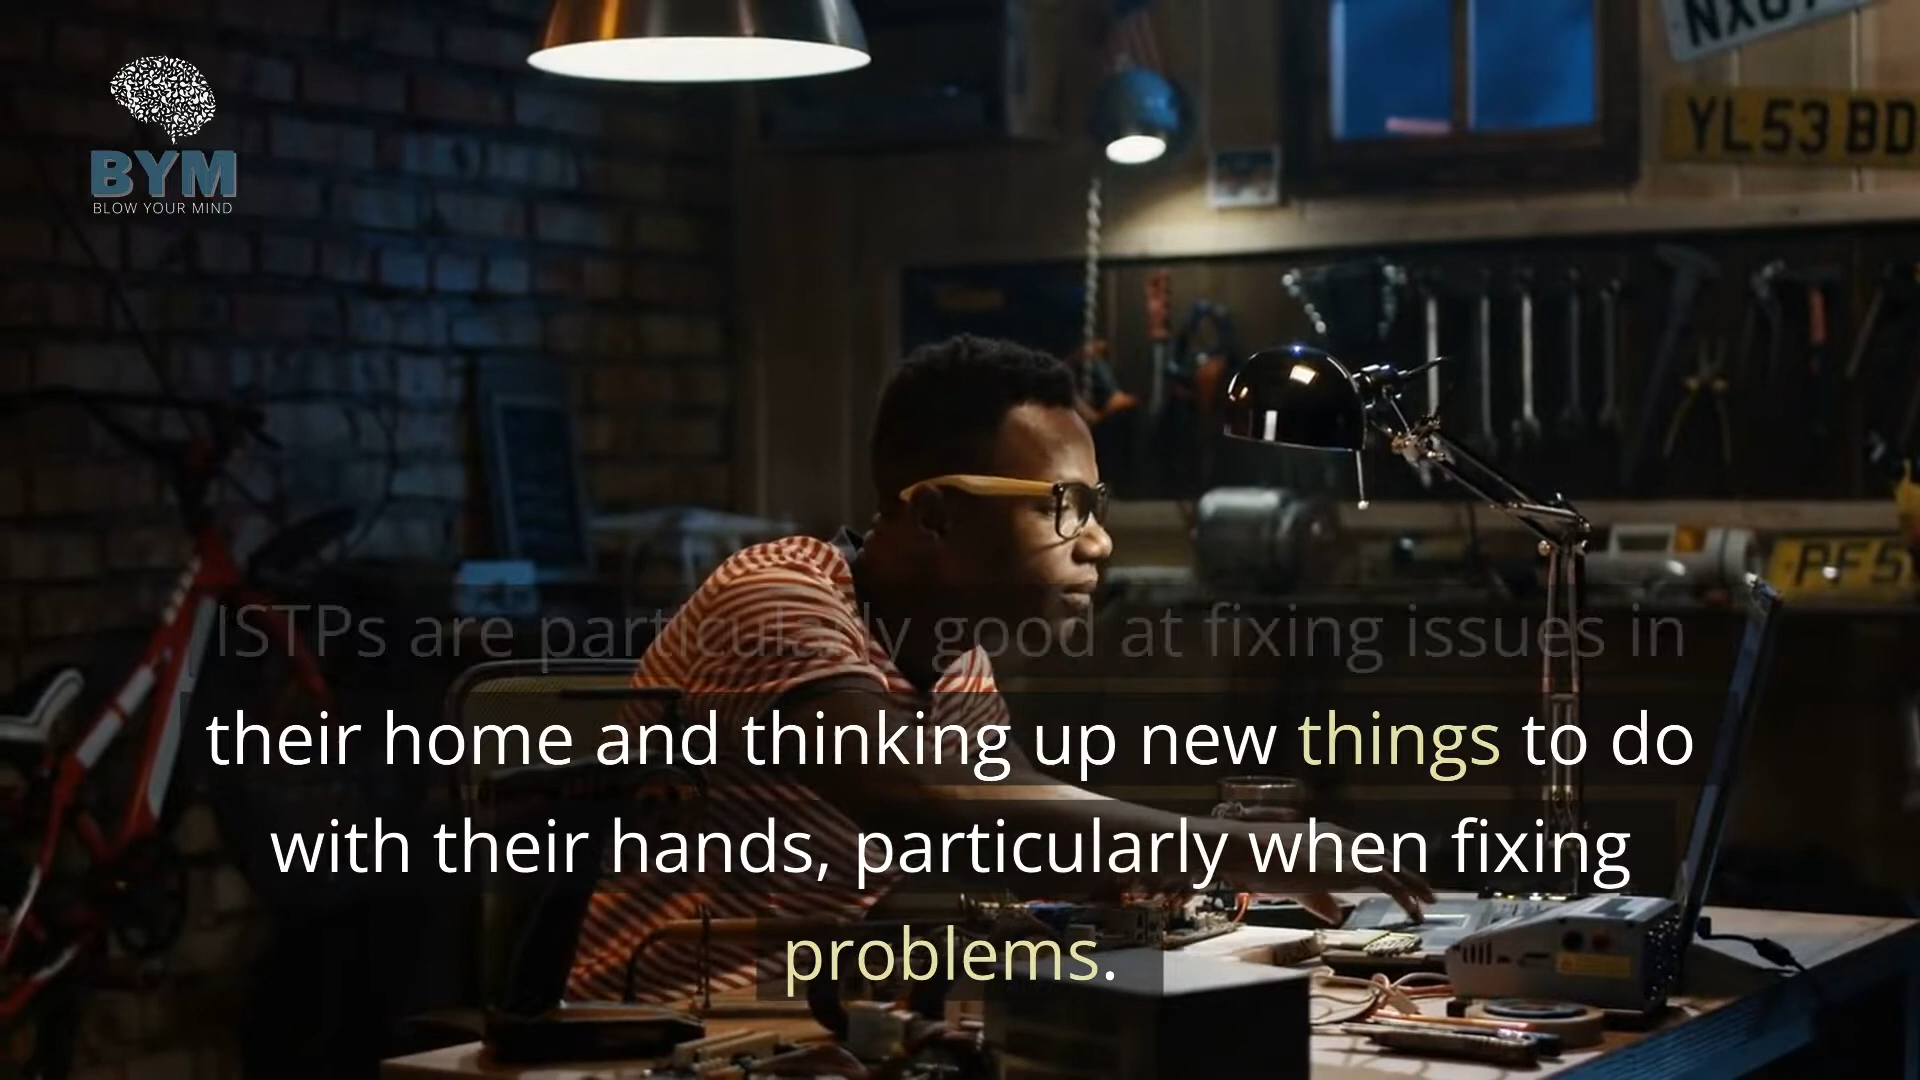 BYM
BLOW YOUR MIND
YL53 BD
PF5
ISTPs are particularly good at fixing issues in
their home and thinking up new things to do
with their hands, particularly when fixing
problems.